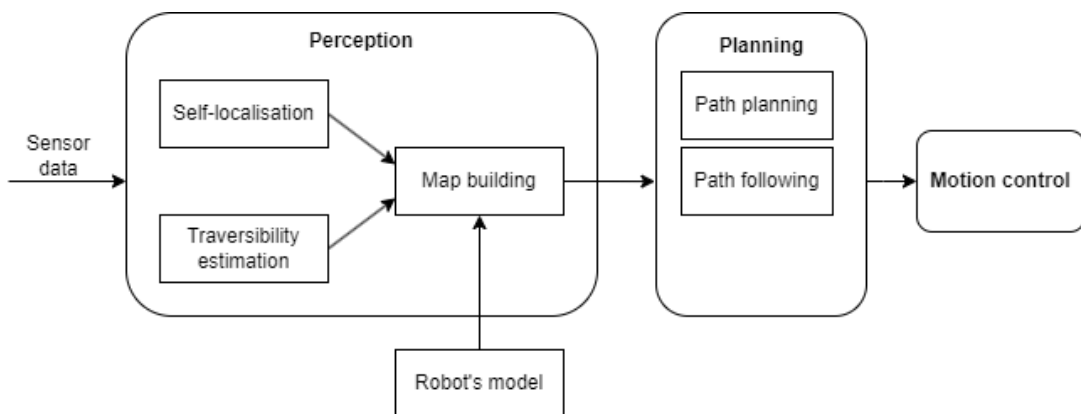 Perception
Planning
Self-localisation
Path planning
Sensor
data
Map building
Path following
Motion control
Traversibility
estimation
Robot's model